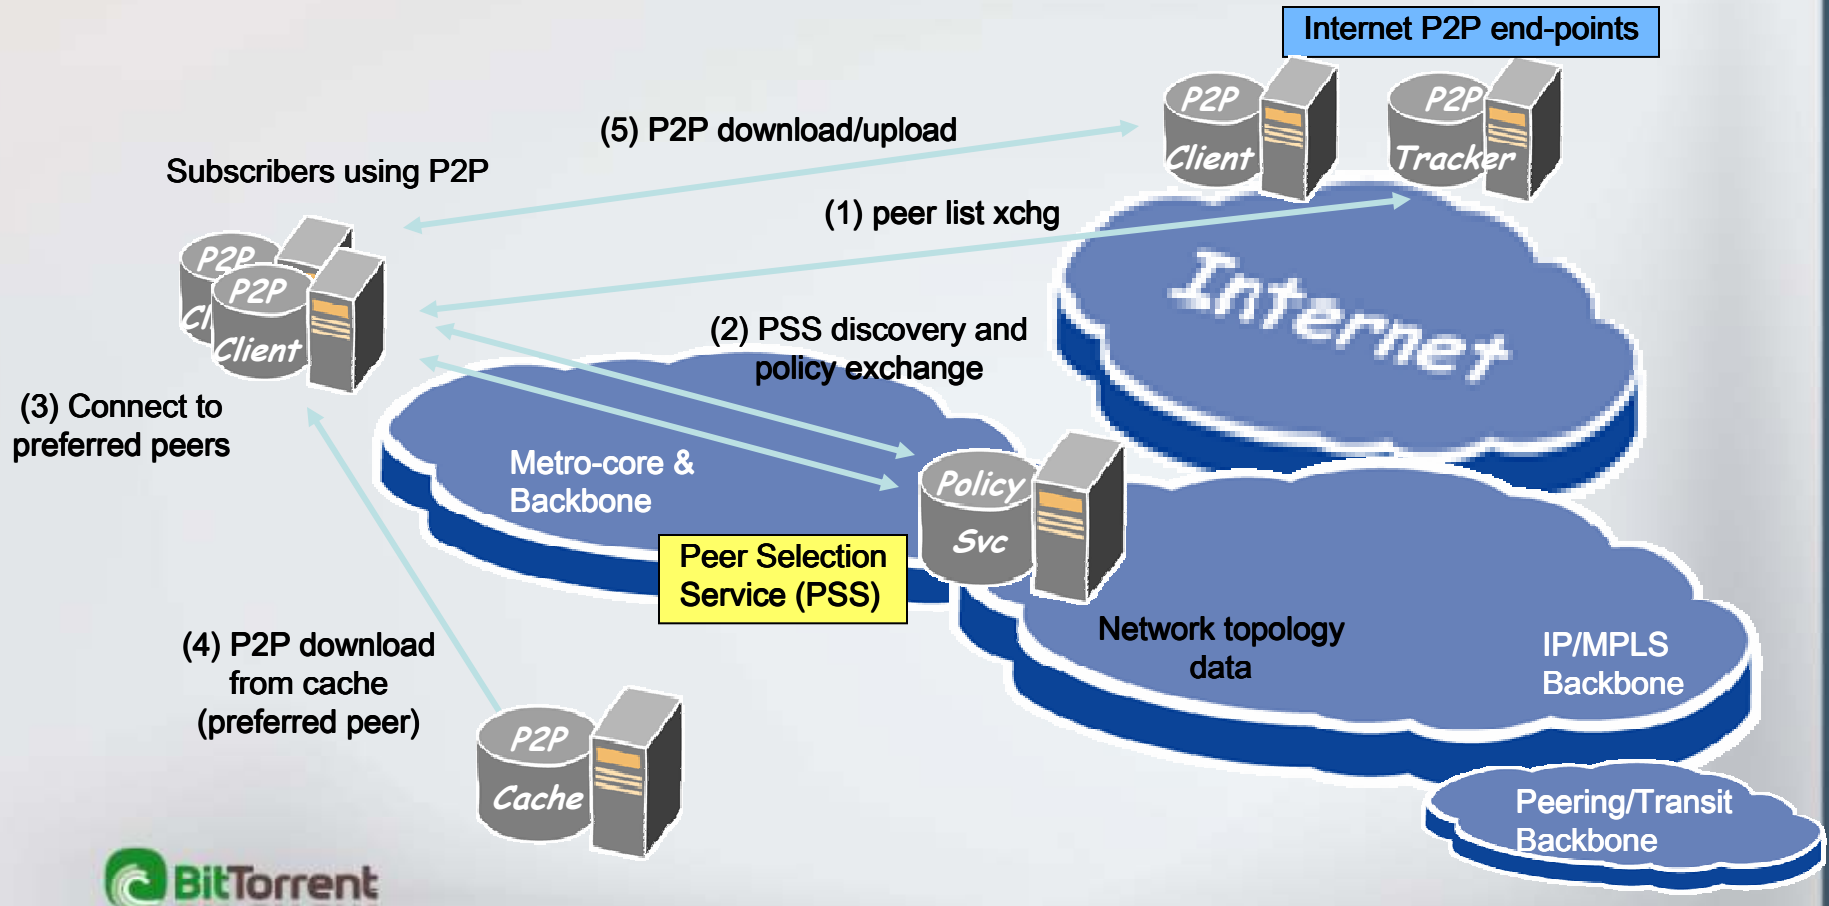 Internet P2P end-points
P2P
Client
P2P
Tracker
(5) P2P download/upload
Subscribers using P2P
(1) peer list xchg
Internet
P2P
Cl
P2P
Client
(2) PSS discovery and
policy exchange
(3) Connect to
preferred peers
Metro-core &
Backbone
Policy
Svc
Peer Selection
Service (PSS)
Network topology
data
IP/MPLS
Backbone
(4) P2P download
from cache
(preferred peer)
P2P
Cache
Peering/Transit
Backbone
BitTorrent